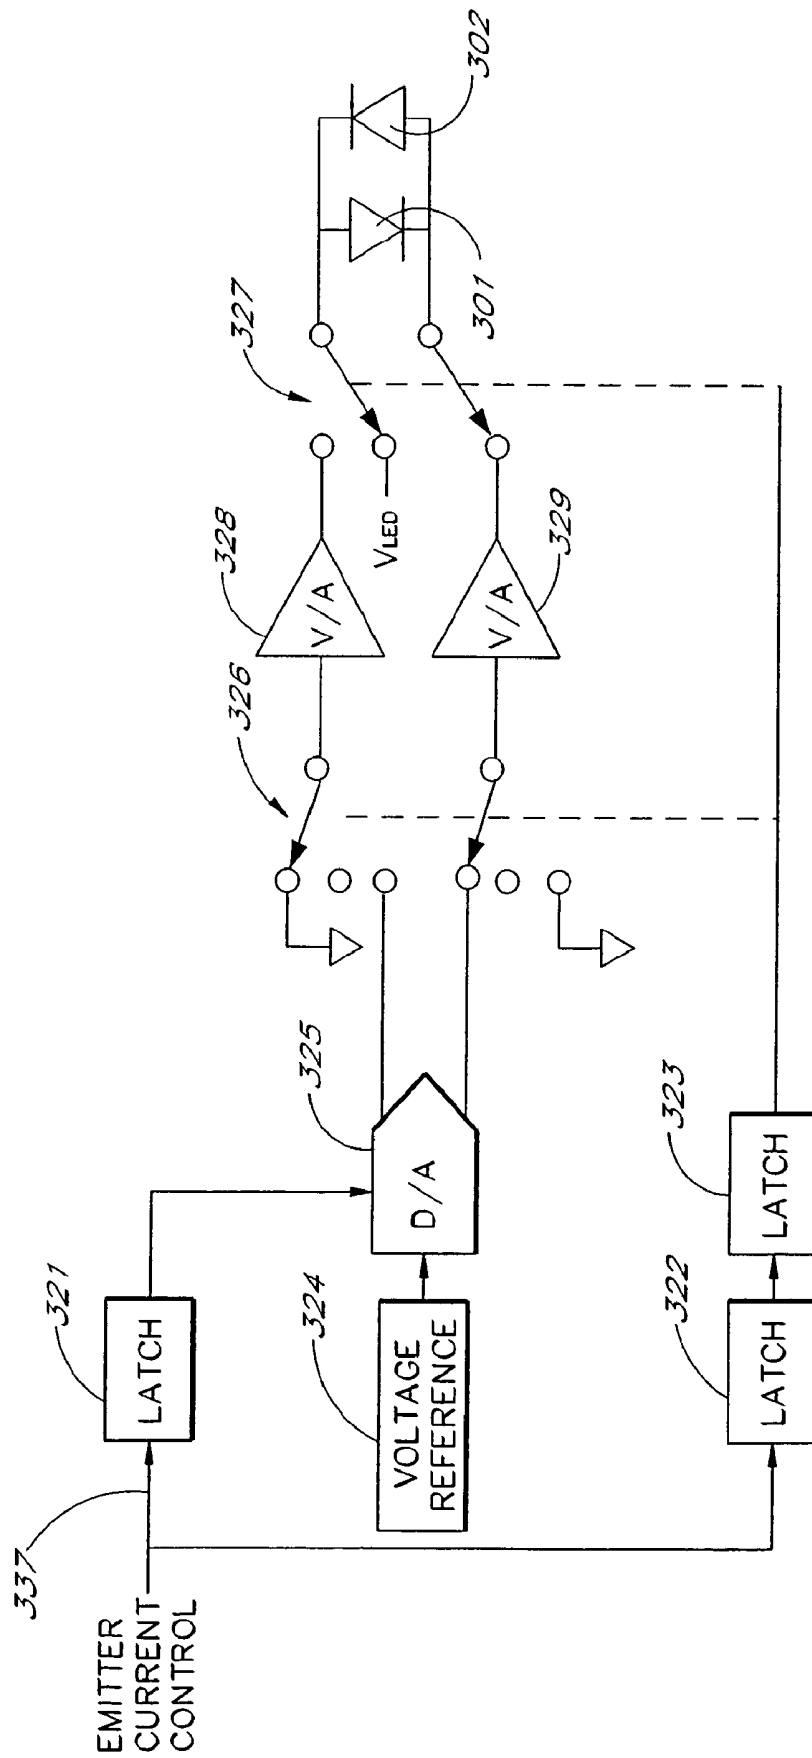 EMITTER
CURRENT
CONTROL
337
LATCH
321
VOLTAGE
REFERENCE
324
D/A
325
LATCH
322
LATCH
323
326
V/A
328
V/A
329
VLED
327
301
302